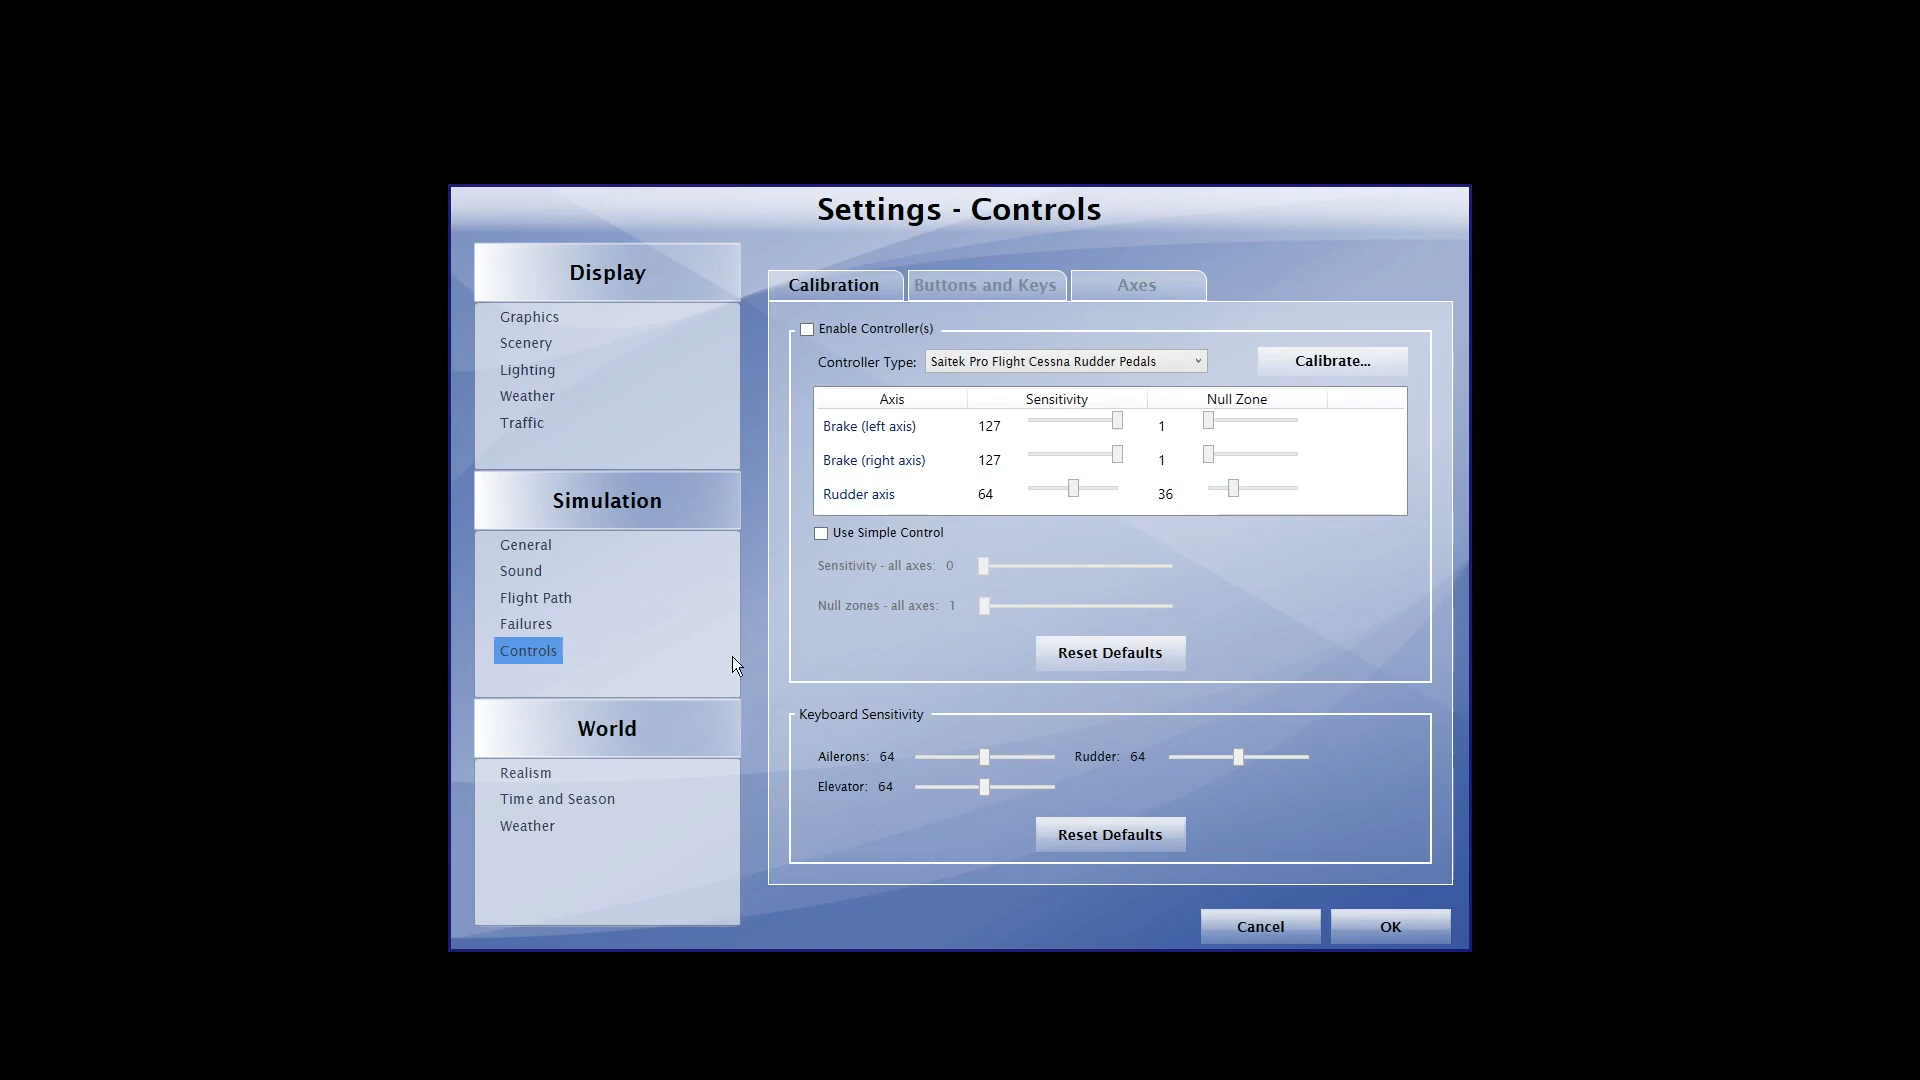 Settings - Controls
Display
Graphics
Scenery
Lighting
Weather
Traffic
Simulation
General
Sound
Flight Path
Failures
Controls
World
Realism
Time and Season
Weather
Calibration Buttons and Keys Axes
Enable Controller(s)
Controller Type: Saitek Pro Flight Cessna Rudder Pedals Calibrate...
Axis Sensitivity Null Zone
Brake (left axis) 127 1
Brake (right axis) 127 1
Rudder axis 64 36
Use Simple Control
Sensitivity - all axes: 0
Null zones - all axes: 1
Reset Defaults
Keyboard Sensitivity
Ailerons: 64 Rudder: 64
Elevator: 64
Reset Defaults
Cancel OK